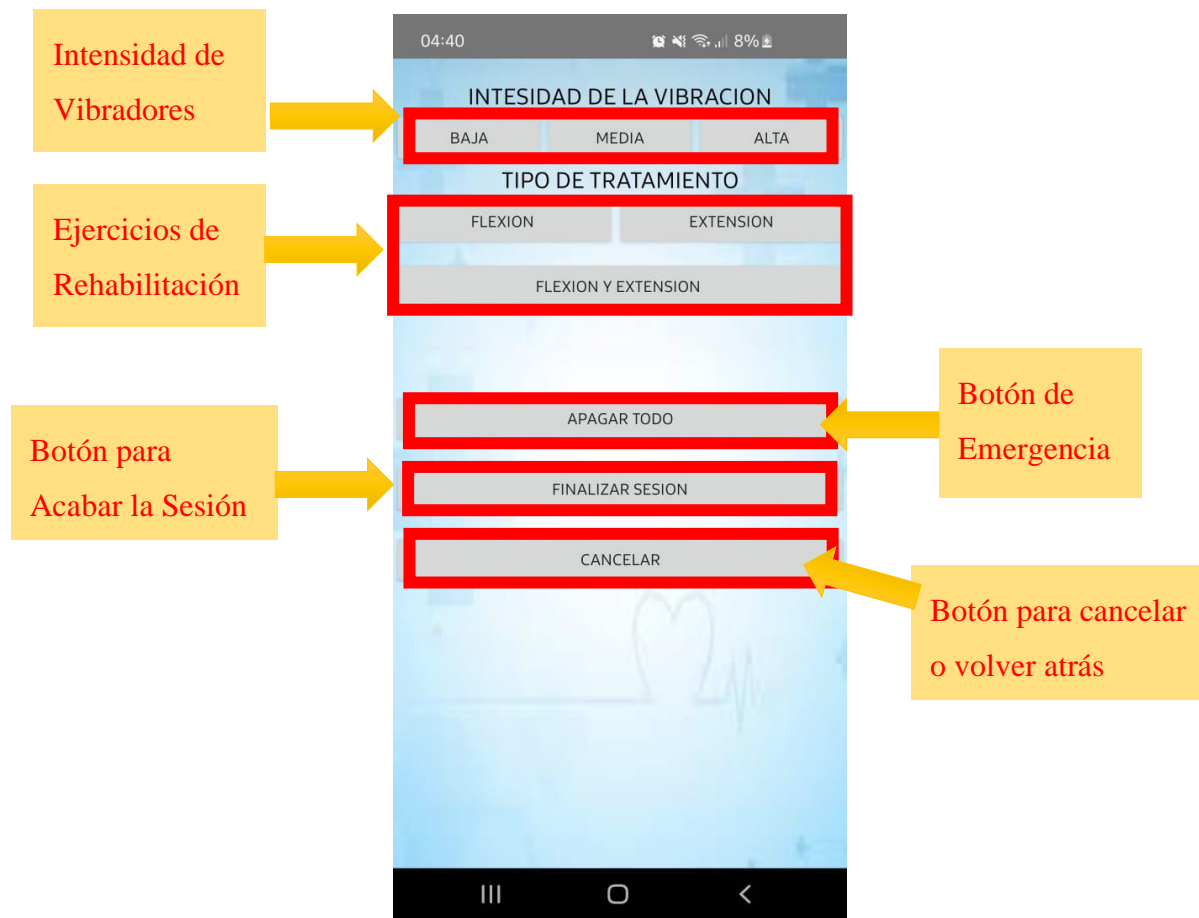 Intensidad de
Vibradores
04:40
8%
INTESIDAD DE LA VIBRACION
BAJA MEDIA ALTA
TIPO DE TRATAMIENTO
Ejercicios de
Rehabilitación
FLEXION EXTENSION
FLEXION Y EXTENSION
Botón de
Emergencia
APAGAR TODO
Botón para
Acabar la Sesión
FINALIZAR SESION
CANCELAR
Botón para cancelar
o volver atrás